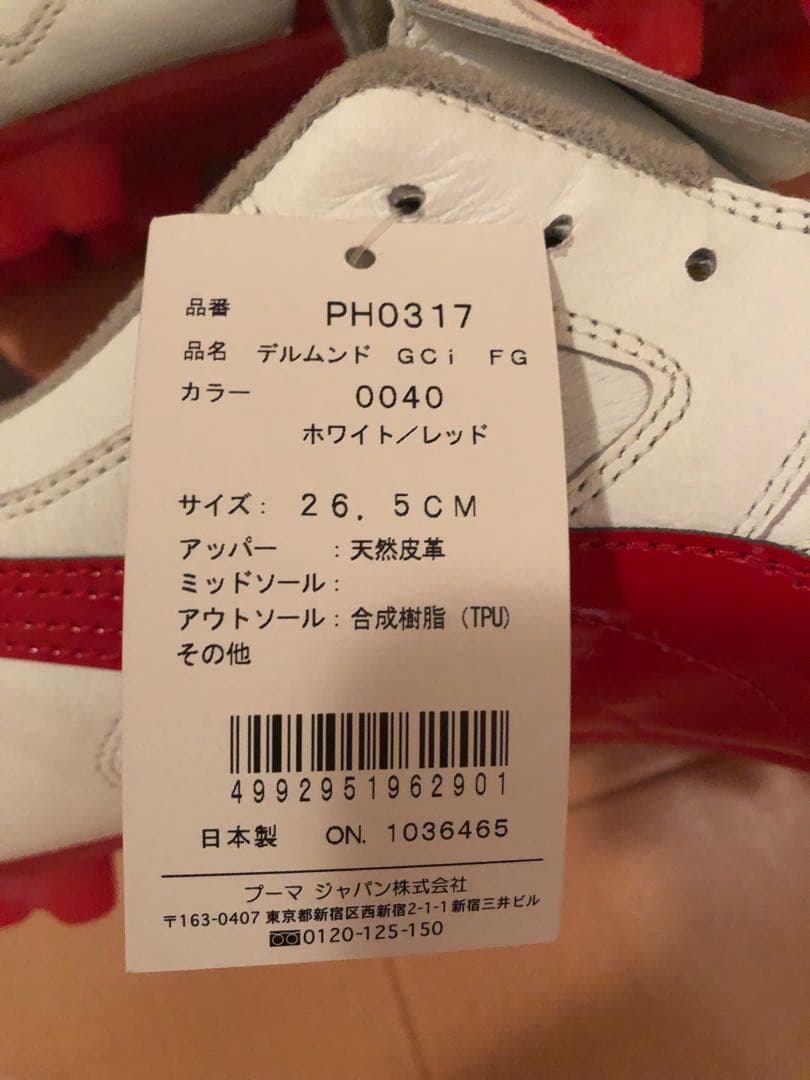 品番 PH0317
品名 デルムンド GCi FG
カラー 0040
ホワイト/レッド
サイズ: 26.5CM
アッパー :天然皮革
ミッドソール:
アウトソール:合成樹脂(TPU)
その他
4992951962901
日本製 ON. 1036465
プーマ ジャパン株式会社
〒163-0407 東京都新宿区西新宿2-1-1新宿三井ビル
0120-125-150